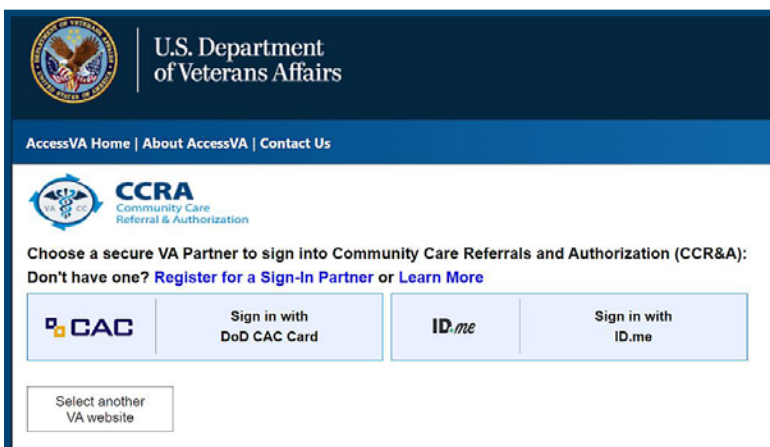 U.S. Department
of Veterans Affairs
AccessVA Home | About AccessVA | Contact Us
VA CC
CCRA
Community Care
Referral & Authorization
Choose a secure VA Partner to sign into Community Care Referrals and Authorization (CCR&A):
Don't have one? Register for a Sign-In Partner or Learn More
CAC
Sign in with
DoD CAC Card
ID.me
Sign in with
ID.me
Select another
VA website